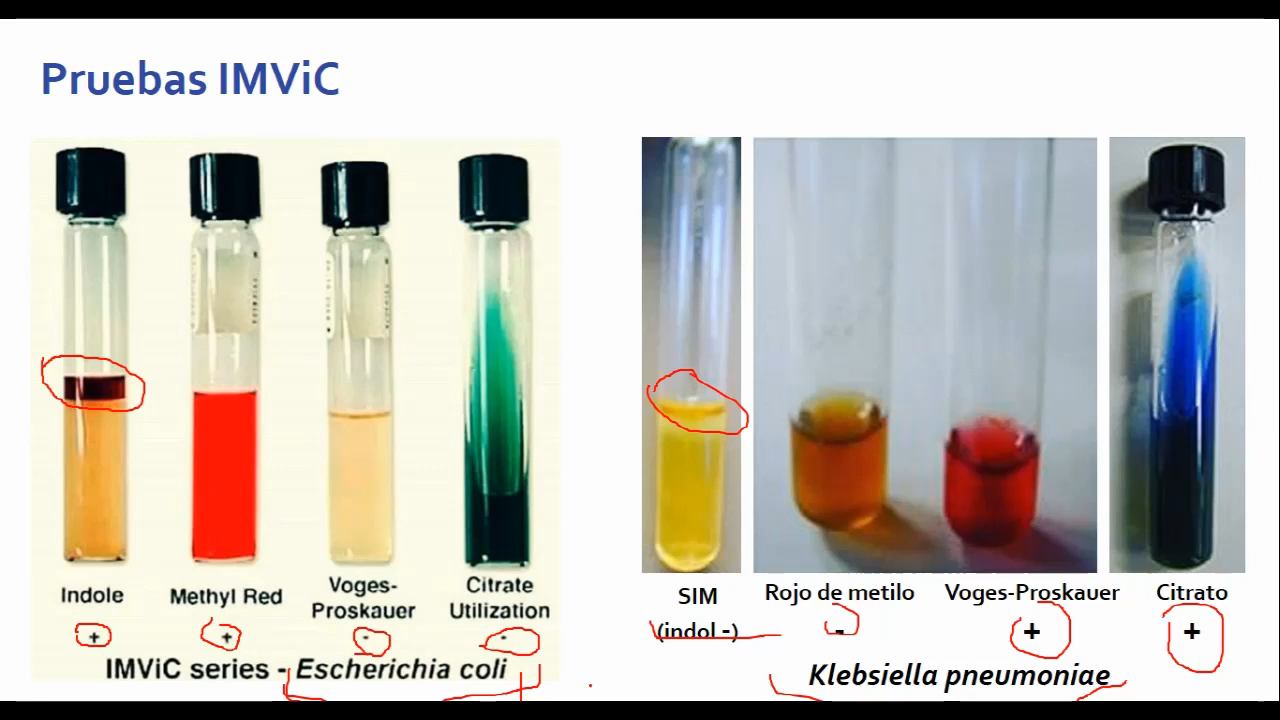 Pruebas IMViC
Indole
Methyl Red
Voges-
Proskauer
Citrate
Utilization
+
+
-
-
IMViC series - Escherichia coli
SIM
(indol -)
Rojo de metilo
-
Voges-Proskauer
+
Citrato
+
Klebsiella pneumoniae